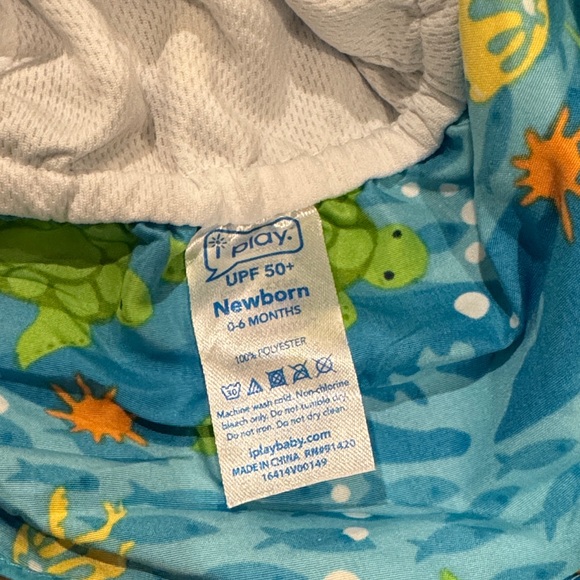 i play.
UPF 50+
Newborn
0-6 MONTHS
100% POLYESTER
30
Machine wash cold. Non-chlorine
bleach only. Do not tumble dry.
Do not iron. Do not dry clean.
iplaybaby.com
MADE IN CHINA RN#91420
16414V00149